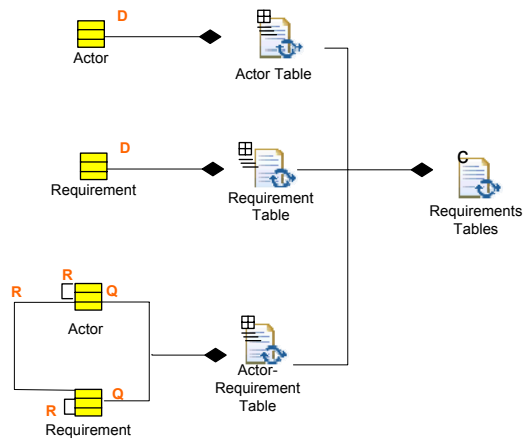 D
Actor
Actor Table
D
Requirement
Requirement
Table
C
Requirements
Tables
R
R
Q
Actor
Q
R
Requirement
Actor-
Requirement
Table